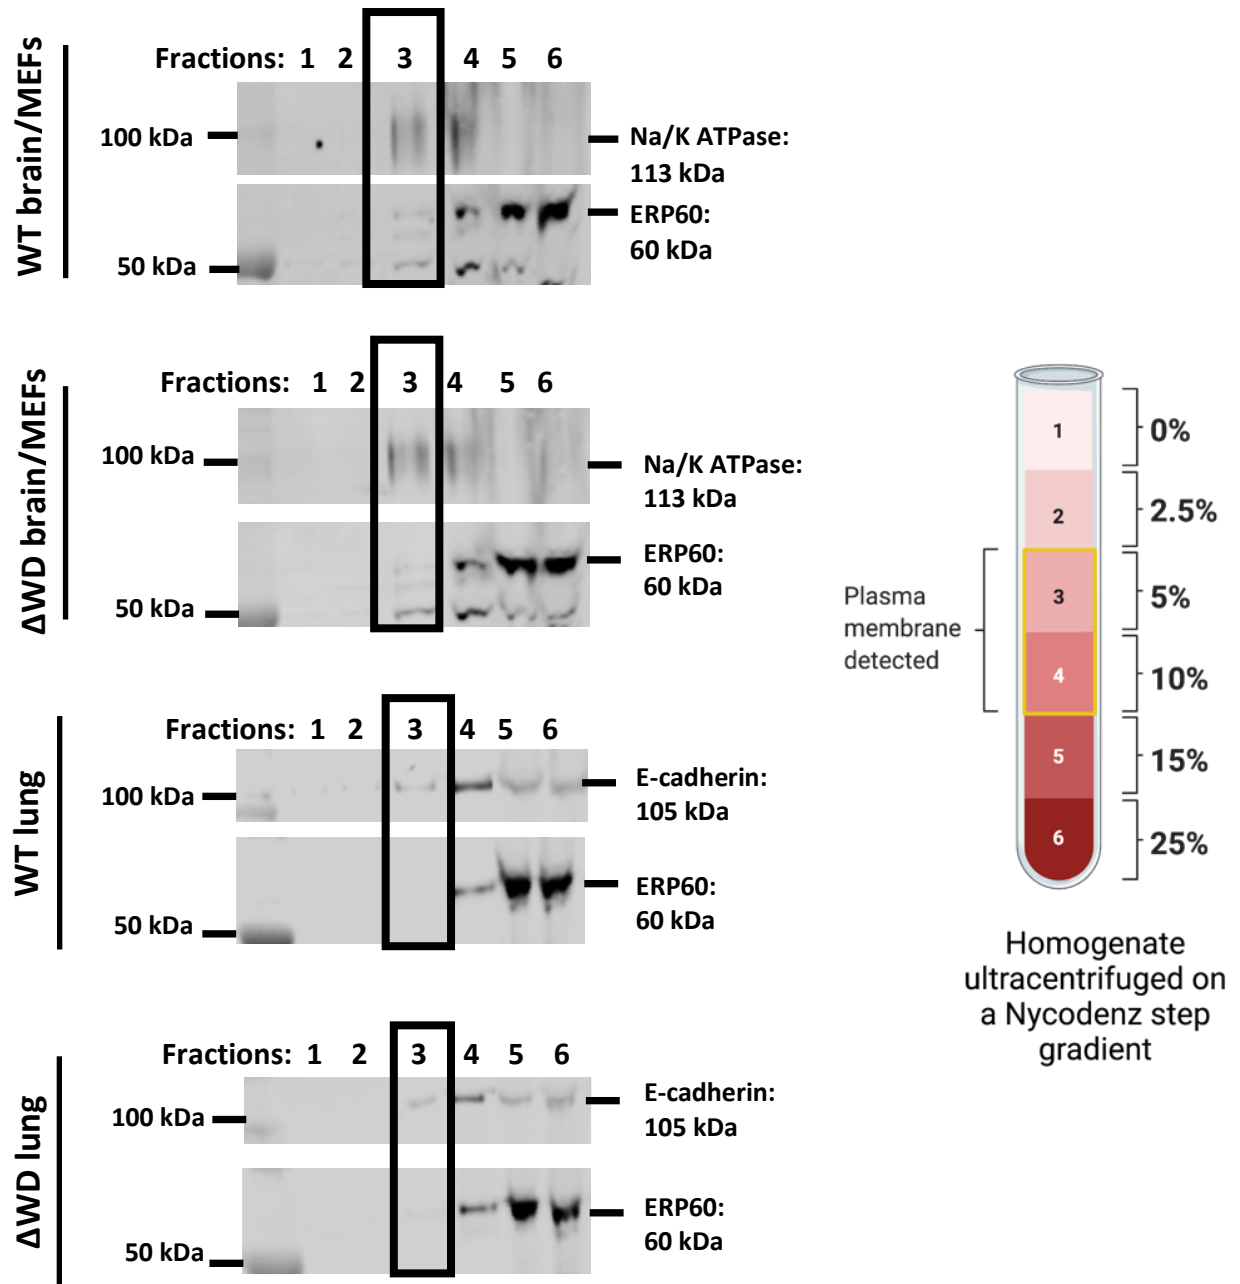 WT brain/MEFs
Fractions: 1 2 3 4 5 6
100 kDa
Na/K ATPase:
113 kDa
ERP60:
60 kDa
50 kDa
ΔWD brain/MEFs
Fractions: 1 2 3 4 5 6
100 kDa
Na/K ATPase:
113 kDa
ERP60:
60 kDa
50 kDa
WT lung
Fractions: 1 2 3 4 5 6
100 kDa
E-cadherin:
105 kDa
ERP60:
60 kDa
50 kDa
ΔWD lung
Fractions: 1 2 3 4 5 6
100 kDa
E-cadherin:
105 kDa
ERP60:
60 kDa
50 kDa
1 0%
2 2.5%
3 5%
Plasma
membrane
detected
4 10%
5 15%
6 25%
Homogenate
ultracentrifuged on
a Nycodenz step
gradient